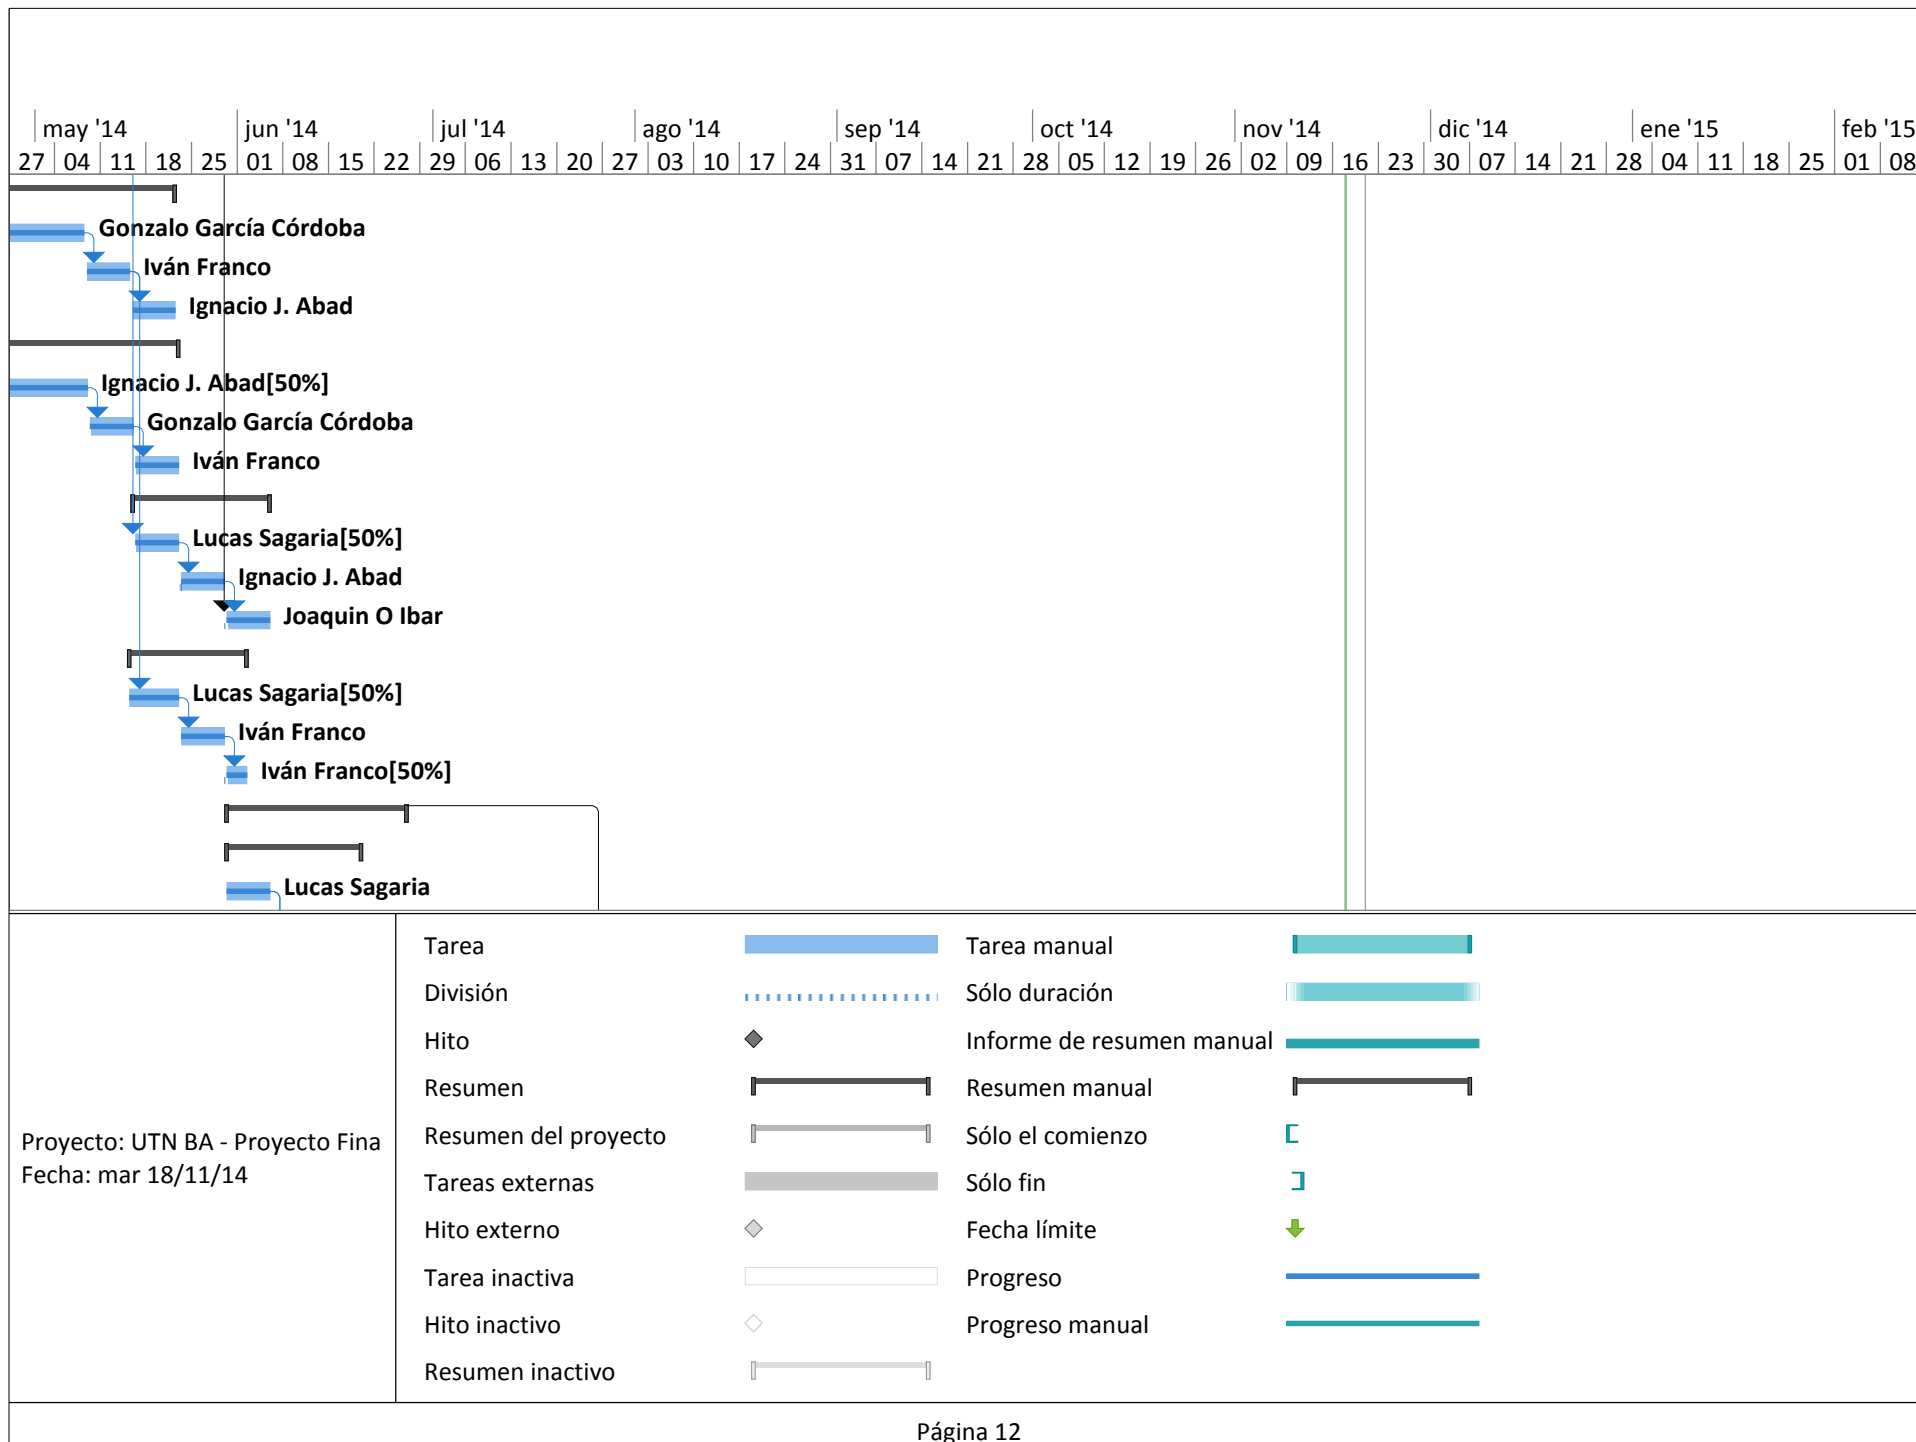 may '14 jun '14 jul '14 ago '14 sep '14 oct '14 nov '14 dic '14 ene '15 feb '15
27 04 11 18 25 01 08 15 22 29 06 13 20 27 03 10 17 24 31 07 14 21 28 05 12 19 26 02 09 16 23 30 07 14 21 28 04 11 18 25 01 08
Gonzalo García Córdoba
Iván Franco
Ignacio J. Abad
Ignacio J. Abad[50%]
Gonzalo García Córdoba
Iván Franco
Lucas Sagaria[50%]
Ignacio J. Abad
Joaquin O Ibar
Lucas Sagaria[50%]
Iván Franco
Iván Franco[50%]
Lucas Sagaria
Proyecto: UTN BA - Proyecto Fina
Fecha: mar 18/11/14
Tarea
División
Hito
Resumen
Resumen del proyecto
Tareas externas
Hito externo
Tarea inactiva
Hito inactivo
Resumen inactivo
Tarea manual
Sólo duración
Informe de resumen manual
Resumen manual
Sólo el comienzo
Sólo fin
Fecha límite
Progreso
Progreso manual
Página 12